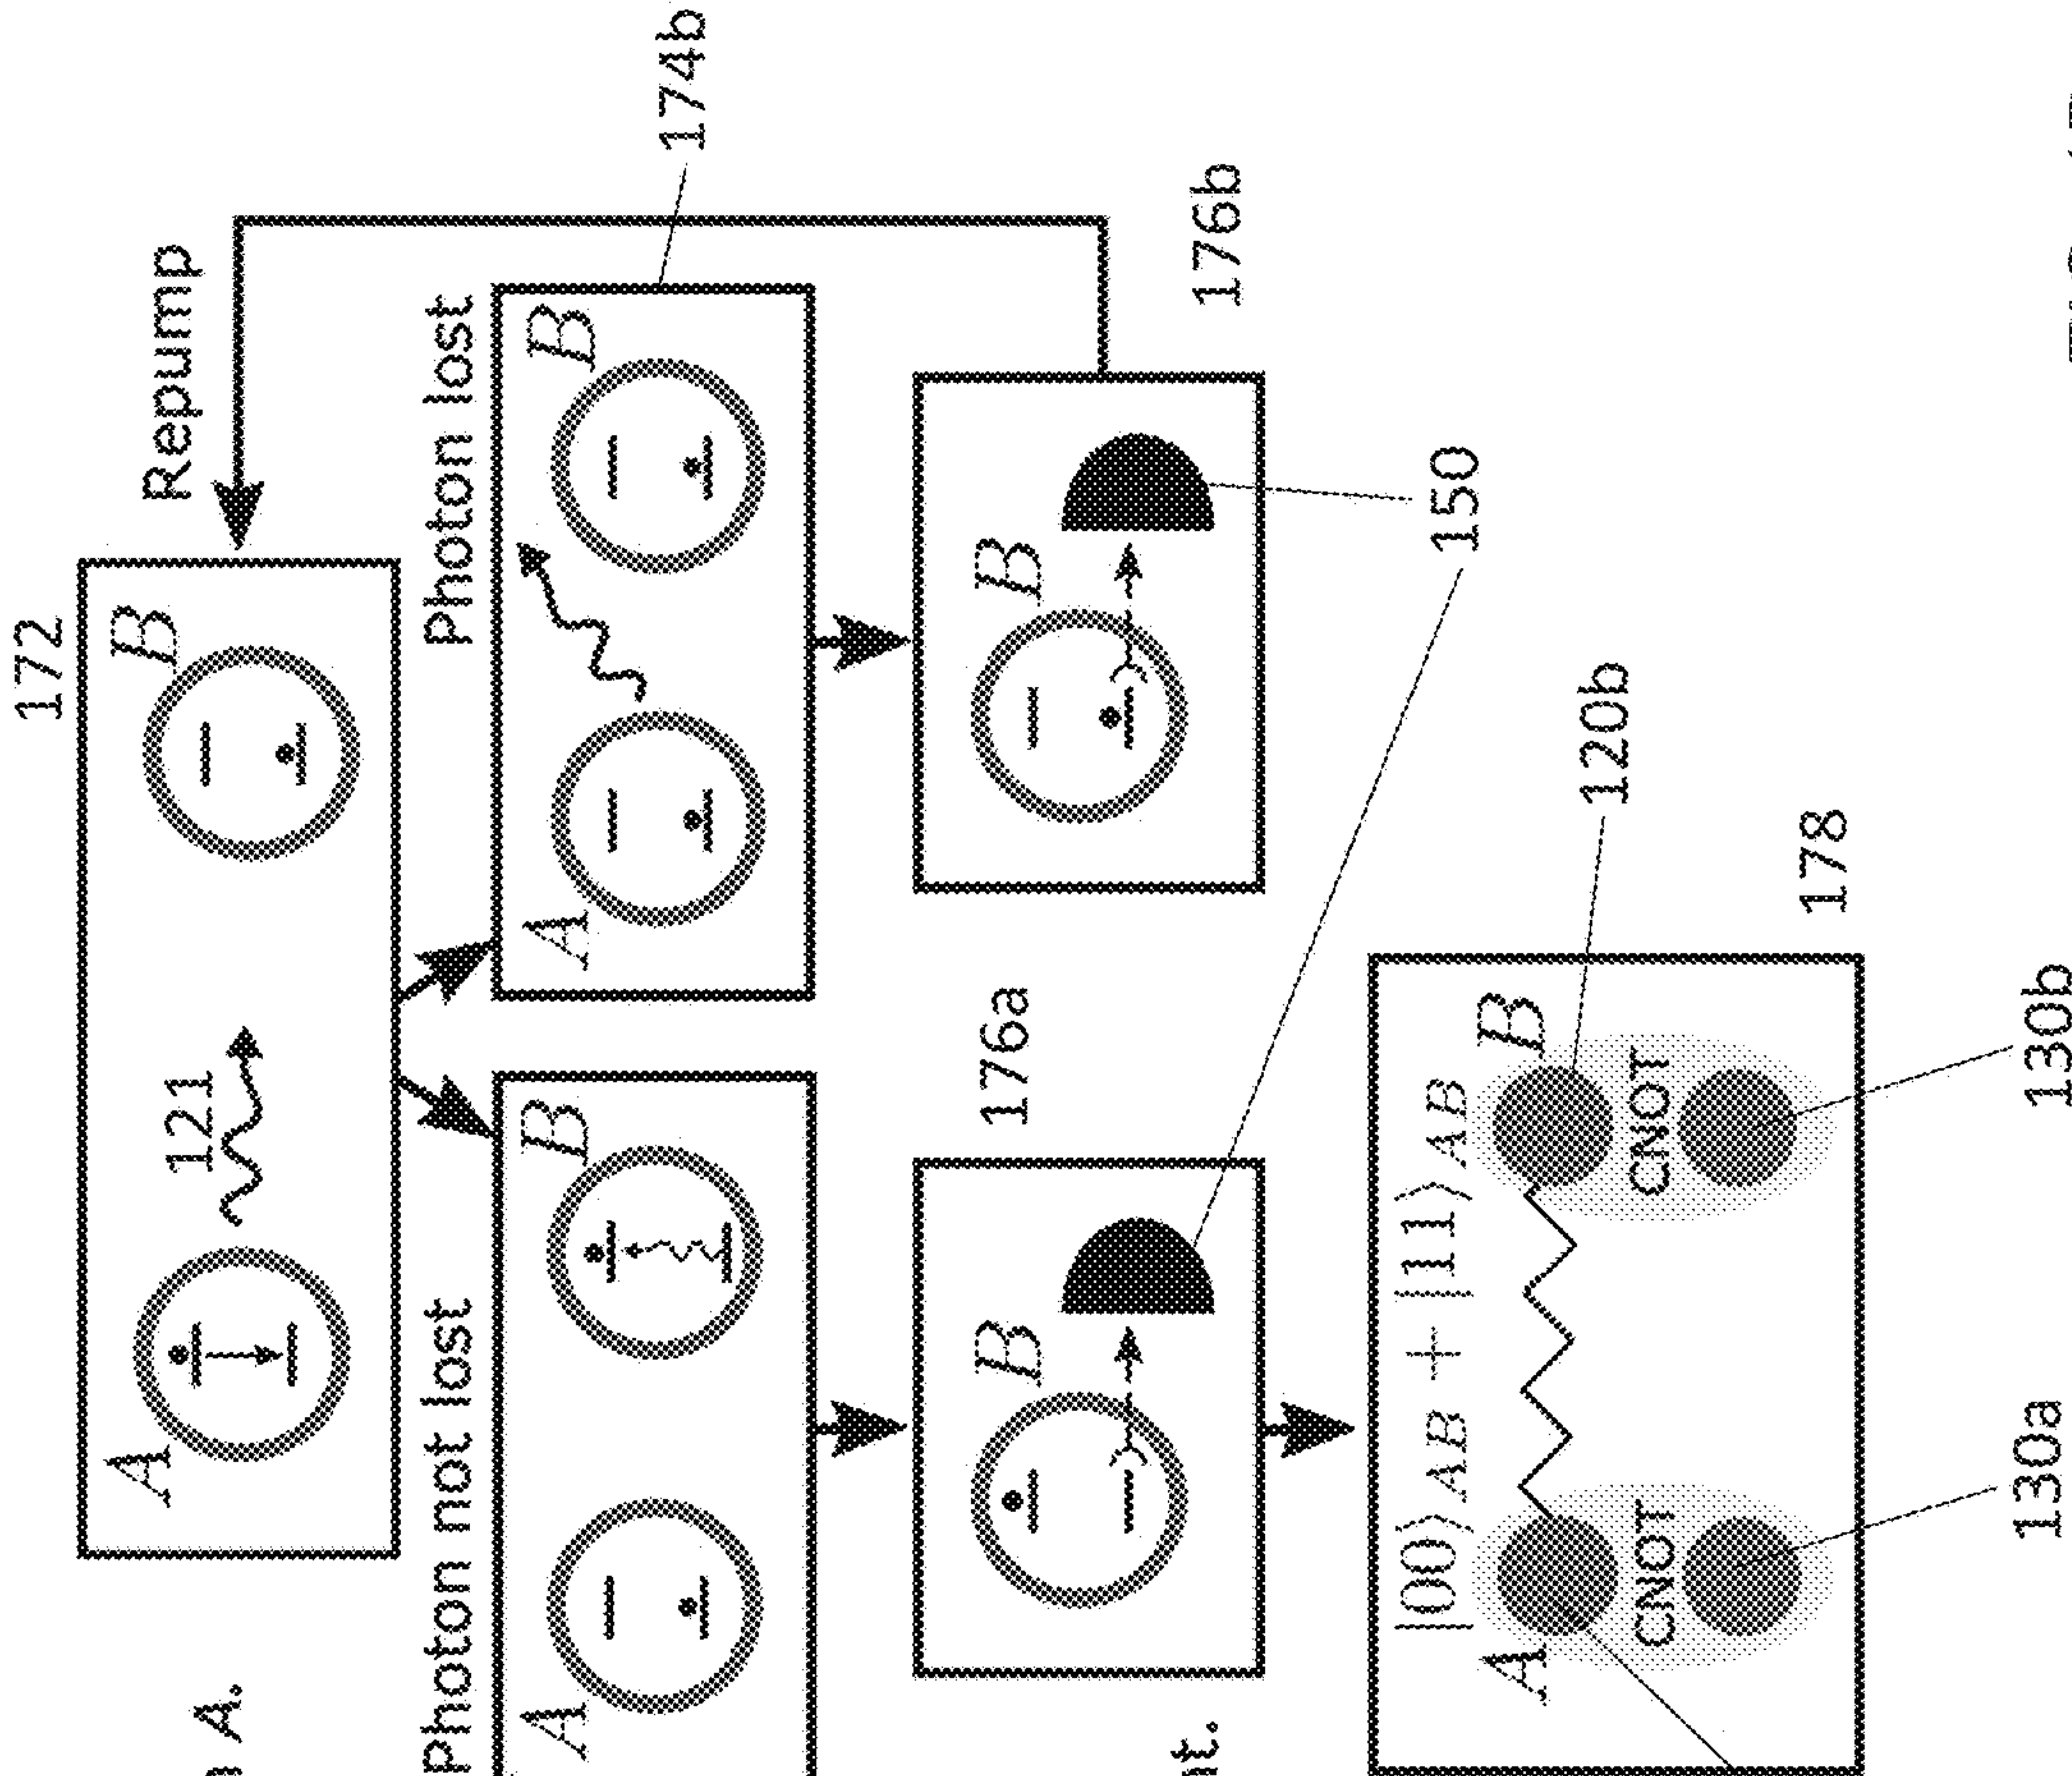 172
A
121
B
Repump
Photon not lost
Photon lost
A
B
A
B
174b
B
176a
B
176b
150
|00⟩AB + |11⟩AB
A
B
CNOT
CNOT
120b
178
130a
130b
A.